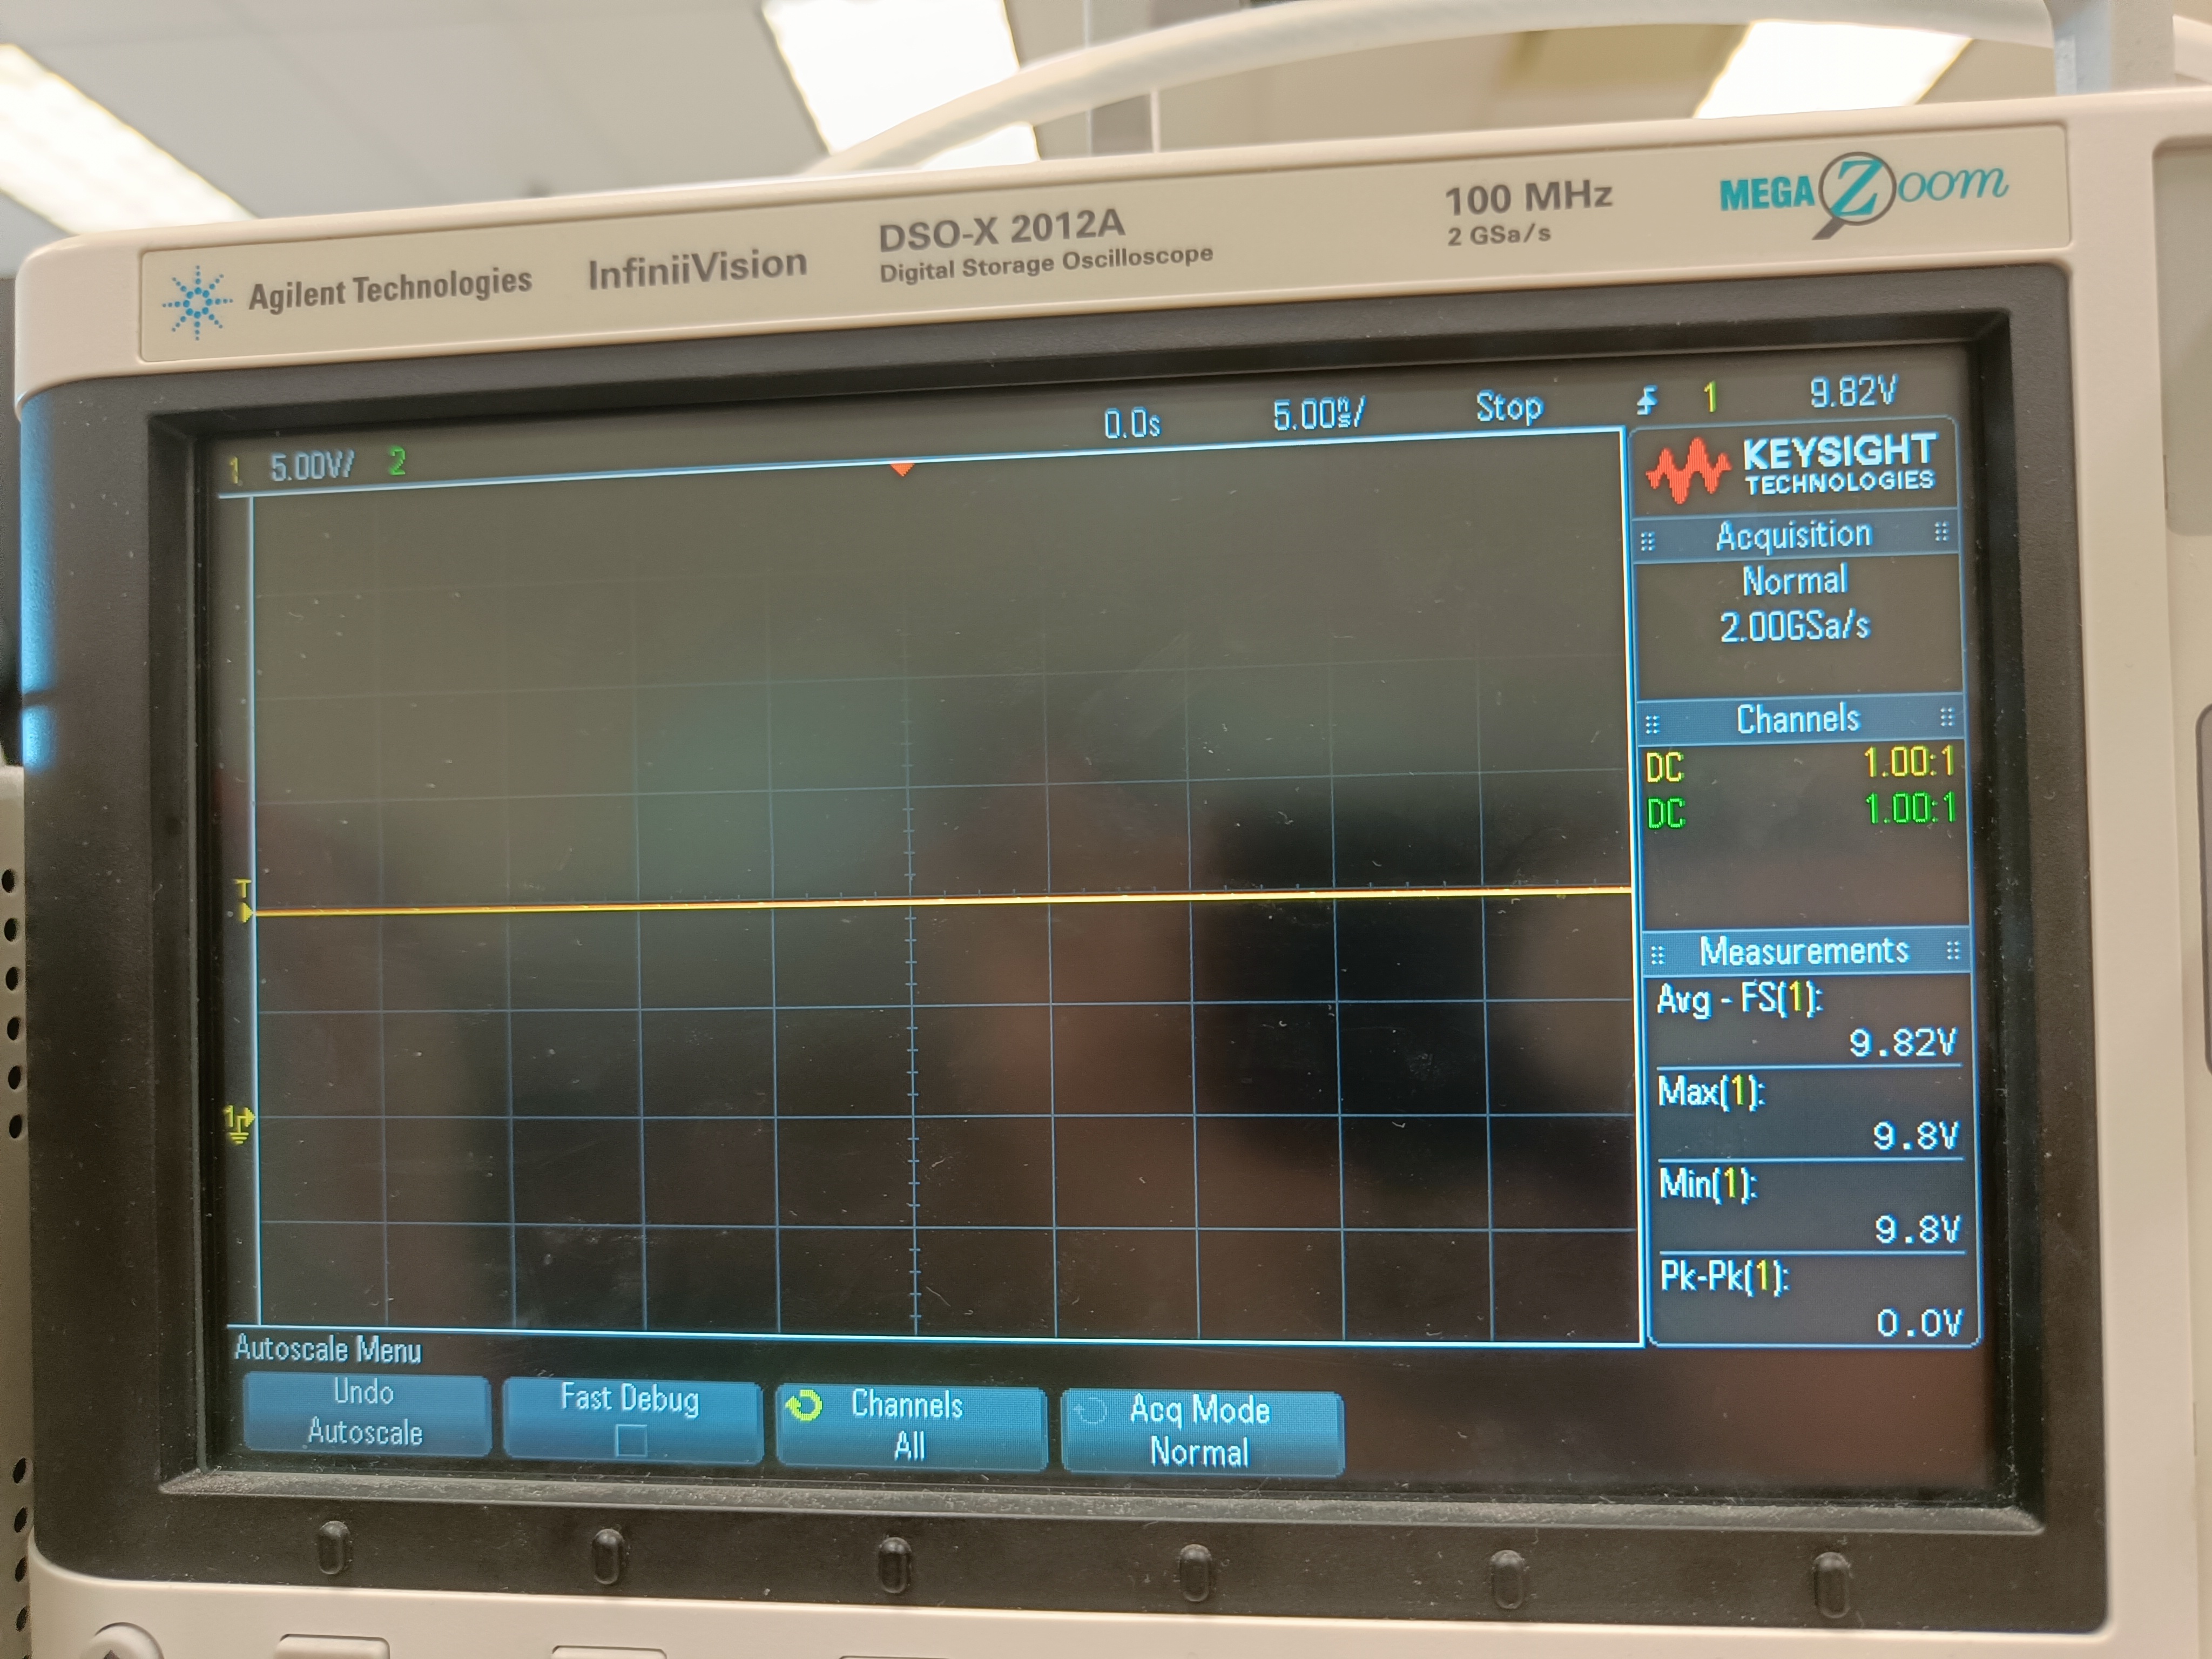 Agilent Technologies InfiniiVision DSO-X 2012A 100 MHz MEGA Zoom
Digital Storage Oscilloscope 2 GSa/s
1 5.00V/ 2 0.0s 5.00ns/ Stop 1 9.82V
KEYSIGHT
TECHNOLOGIES
Acquisition
Normal
2.00GSa/s
Channels
DC 1.00:1
DC 1.00:1
T
1
Measurements
Avg - FS(1):
9.82V
Max(1):
9.8V
Min(1):
9.8V
Pk-Pk(1):
0.0V
Autoscale Menu
Undo
Autoscale
Fast Debug
Channels
All
Acq Mode
Normal